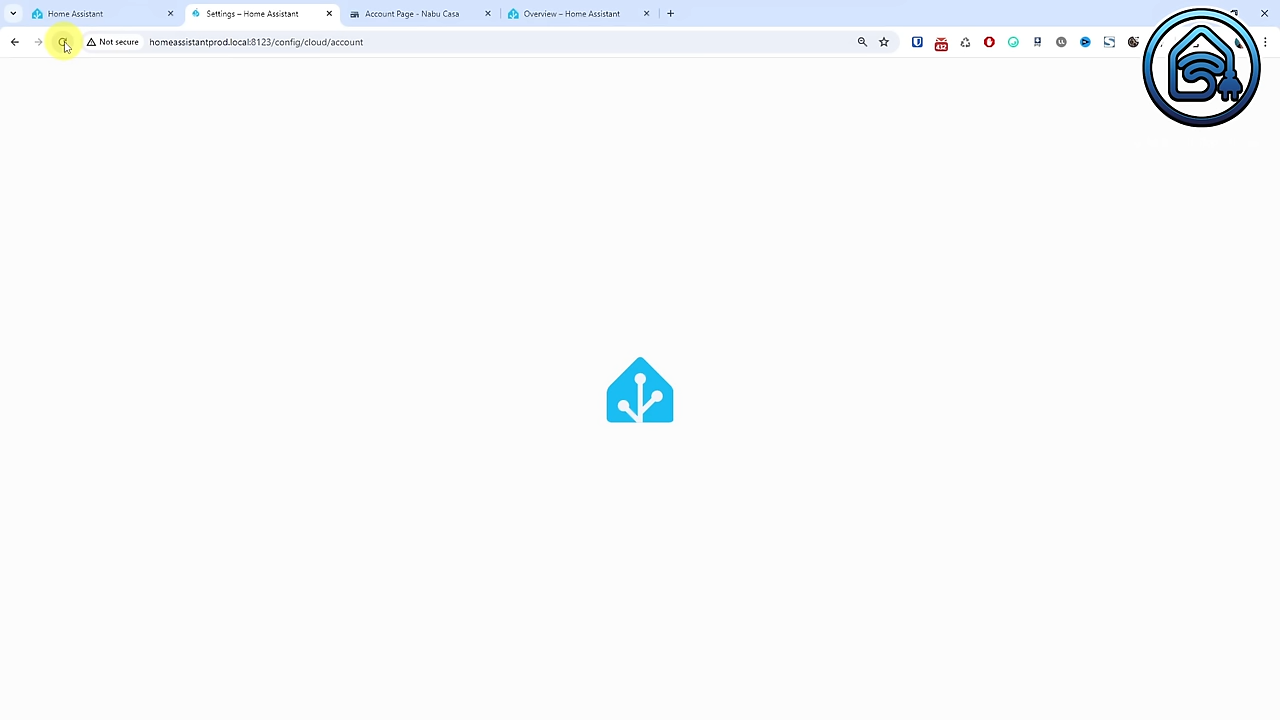 Home Assistant
Settings – Home Assistant
Account Page – Nabu Casa
Overview – Home Assistant
Not secure
homeassistantprod.local:8123/config/cloud/account
432